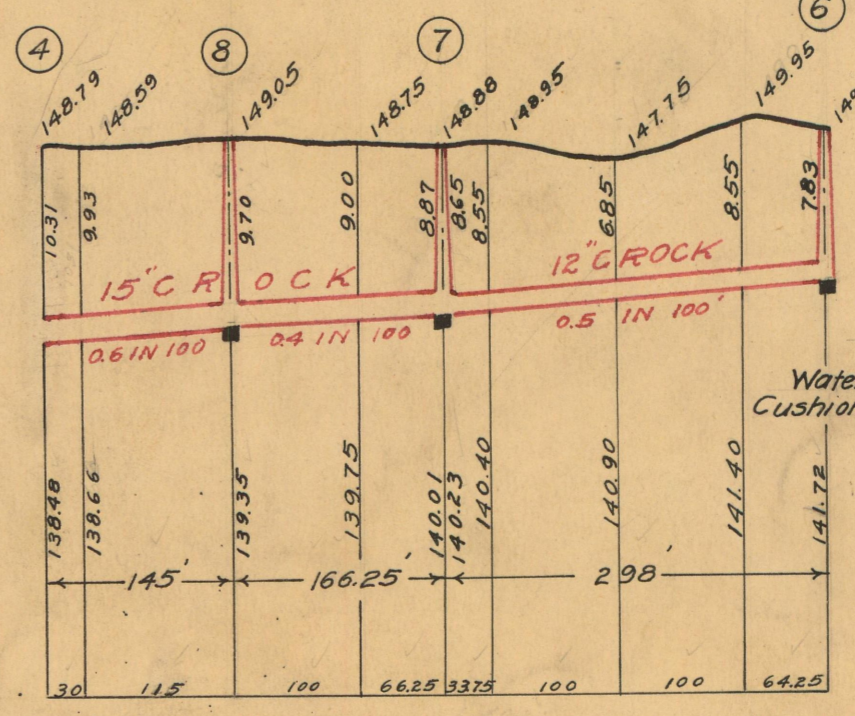 4 8 7 6
148.79 148.59 149.05 148.75 148.88 148.95 147.75 149.95
10.31 9.93 9.70 9.00 8.87 8.65 8.55 6.85 8.55 7.83
15"C ROCK 12"C ROCK
0.6 IN 100 0.4 IN 100 0.5 IN 100'
Water
Cushion
138.48 138.66 139.35 139.75 140.01 140.23 140.40 140.90 141.40 141.72
145' 166.25' 298'
30 115 100 66.25 33.75 100 100 64.25